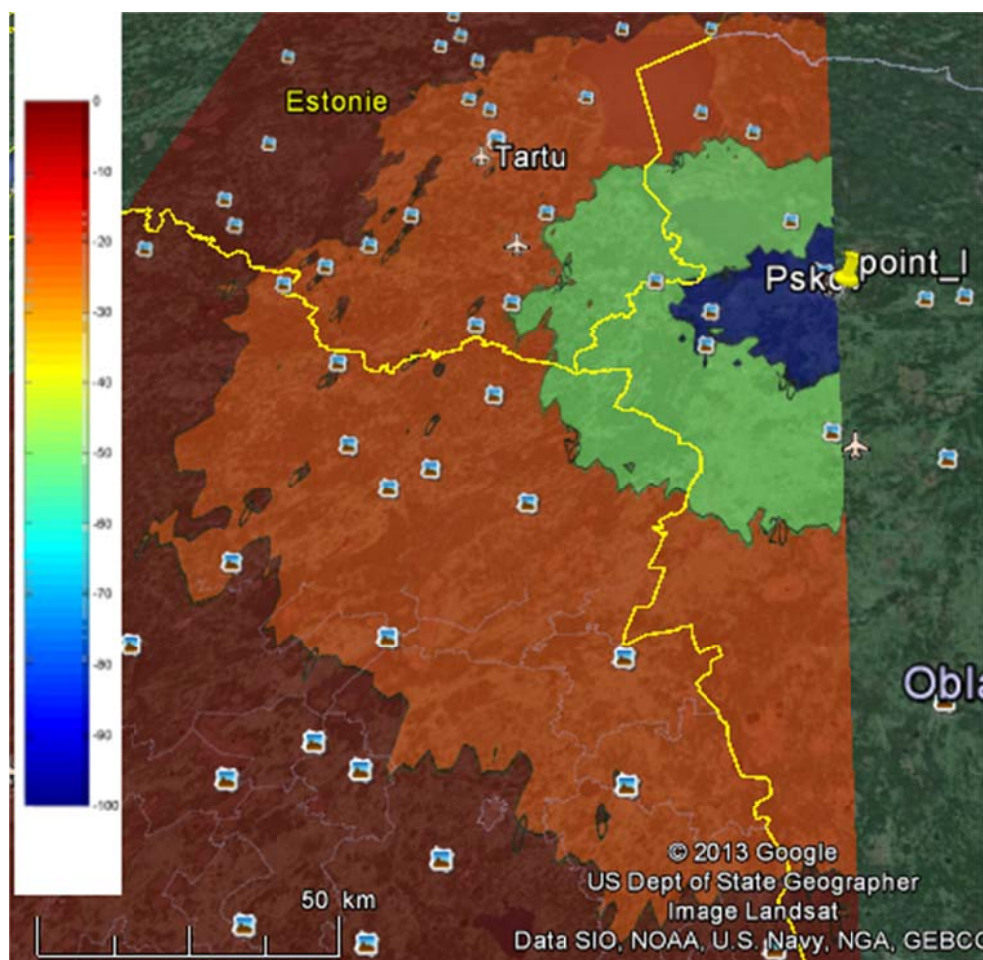 0
-10
-20
-30
-40
-50
-60
-70
-80
-90
-100
Estonie
Tartu
point_I
50 km
Obla
© 2013 Google
US Dept of State Geographer
Image Landsat
Data SIO, NOAA, U.S. Navy, NGA, GEBCO